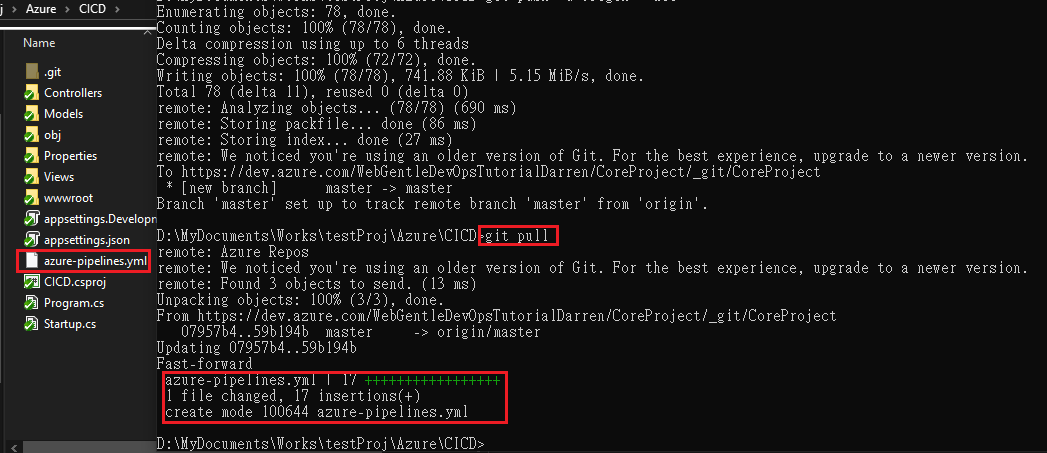 Azure
CICD
Name
.git
Controllers
Models
obj
Properties
Views
wwwroot
appsettings.Developn
appsettings.json
azure-pipelines.yml
CICD.csproj
Program.cs
Startup.cs
Enumerating objects: 78, done.
Counting objects: 100% (78/78), done.
Delta compression using up to 6 threads
Compressing objects: 100% (72/72), done.
Writing objects: 100% (78/78), 741.88 KiB | 5.15 MiB/s, done.
Total 78 (delta 11), reused 0 (delta 0)
remote: Analyzing objects... (78/78) (690 ms)
remote: Storing packfile... done (86 ms)
remote: Storing index... done (27 ms)
remote: We noticed you're using an older version of Git. For the best experience, upgrade to a newer version.
To https://dev.azure.com/WebGentleDevOpsTutorialDarren/CoreProject/_git/CoreProject
* [new branch]      master -> master
Branch 'master' set up to track remote branch 'master' from 'origin'.
D:\MyDocuments\Works\testProj\Azure\CICD>git pull
remote: Azure Repos
remote: We noticed you're using an older version of Git. For the best experience, upgrade to a newer version.
remote: Found 3 objects to send. (13 ms)
Unpacking objects: 100% (3/3), done.
From https://dev.azure.com/WebGentleDevOpsTutorialDarren/CoreProject/_git/CoreProject
07957b4..59b194b  master     -> origin/master
Updating 07957b4..59b194b
Fast-forward
azure-pipelines.yml | 17 +++++++++++++++++
1 file changed, 17 insertions(+)
create mode 100644 azure-pipelines.yml
D:\MyDocuments\Works\testProj\Azure\CICD>